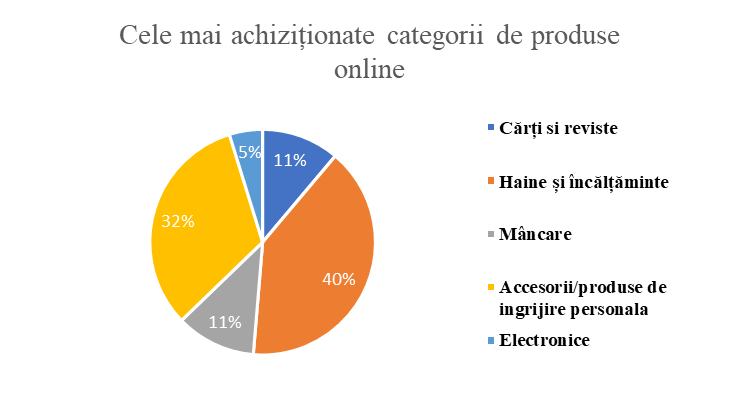 Cele mai achiziționate categorii de produse
online
5%
11%
32%
40%
11%
Cărți si reviste
Haine și încălțăminte
Mâncare
Accesorii/produse de
ingrijire personala
Electronice